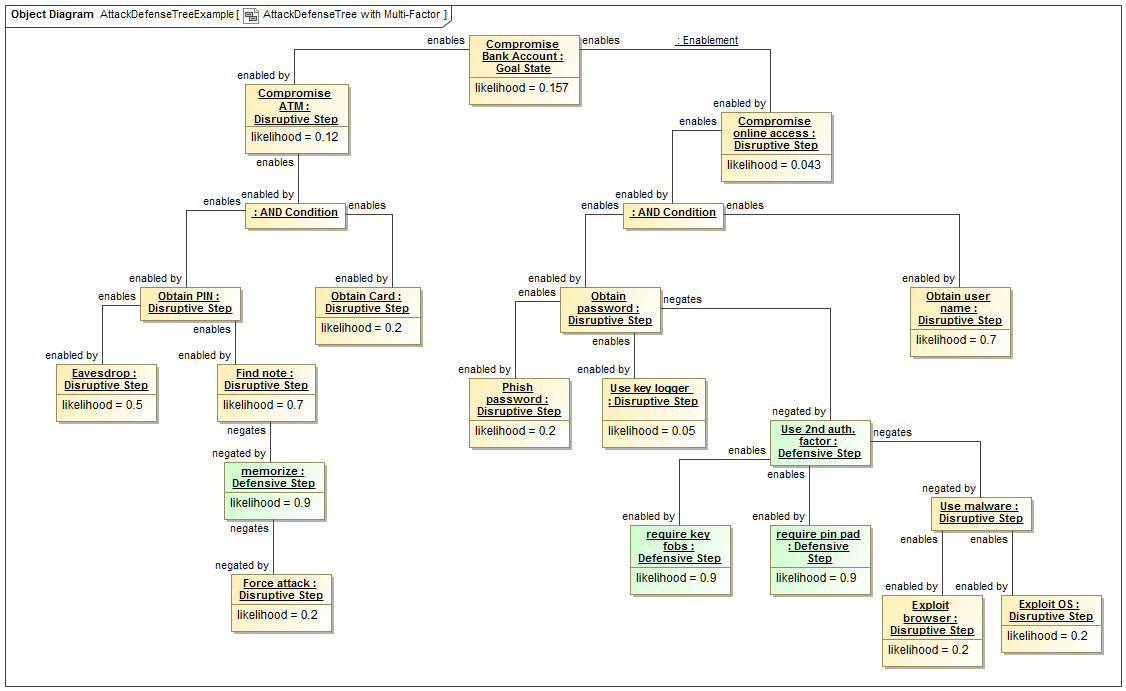 Object Diagram AttackDefenseTreeExample [ AttackDefenseTree with Multi-Factor ]
enables
Compromise
Bank Account :
Goal State
likelihood = 0.157
enables
: Enablement
enabled by
Compromise
ATM :
Disruptive Step
likelihood = 0.12
enables
enabled by
Compromise
online access :
Disruptive Step
likelihood = 0.043
enables
enables
enabled by
: AND Condition
enables
enables
enabled by
: AND Condition
enables
enabled by
Obtain PIN :
Disruptive Step
enables
enables
enabled by
Obtain Card :
Disruptive Step
likelihood = 0.2
enabled by
enables
Obtain
password :
Disruptive Step
negates
enables
enabled by
Obtain user
name :
Disruptive Step
likelihood = 0.7
enabled by
Eavesdrop :
Disruptive Step
likelihood = 0.5
enabled by
Find note :
Disruptive Step
likelihood = 0.7
negates
enabled by
Phish
password :
Disruptive Step
likelihood = 0.2
enabled by
Use key logger
: Disruptive Step
likelihood = 0.05
negated by
Use 2nd auth.
factor :
Defensive Step
negates
enables
enables
negated by
memorize :
Defensive Step
likelihood = 0.9
negates
enabled by
require key
fobs :
Defensive Step
likelihood = 0.9
enabled by
require pin pad
: Defensive
Step
likelihood = 0.9
negated by
Use malware :
Disruptive Step
enables
enables
negated by
Force attack :
Disruptive Step
likelihood = 0.2
enabled by
Exploit
browser :
Disruptive Step
likelihood = 0.2
enabled by
Exploit OS :
Disruptive Step
likelihood = 0.2